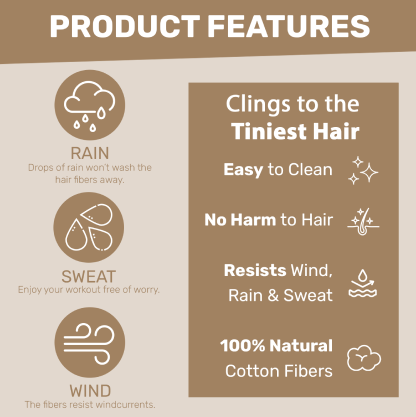 PRODUCT FEATURES
RAIN
Drops of rain won't wash the
hair fibers away.
SWEAT
Enjoy your workout free of worry.
WIND
The fibers resist windcurrents.
Clings to the
Tiniest Hair
Easy to Clean
No Harm to Hair
Resists Wind,
Rain & Sweat
100% Natural
Cotton Fibers